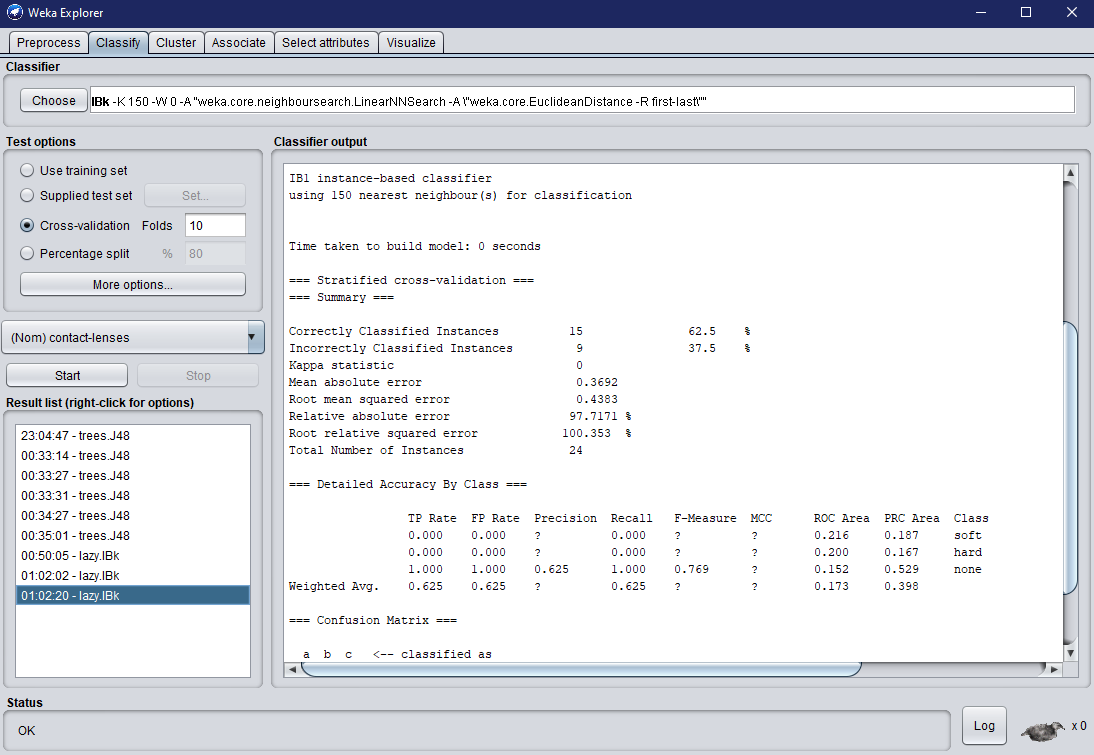 Weka Explorer
Preprocess Classify Cluster Associate Select attributes Visualize
Classifier
Choose IBk -K 150 -W 0 -A "weka.core.neighboursearch.LinearNNSearch -A \"weka.core.EuclideanDistance -R first-last\""
Test options
Use training set
Supplied test set Set...
Cross-validation Folds 10
Percentage split % 80
More options...
(Nom) contact-lenses
Start Stop
Result list (right-click for options)
23:04:47 - trees.J48
00:33:14 - trees.J48
00:33:27 - trees.J48
00:33:31 - trees.J48
00:34:27 - trees.J48
00:35:01 - trees.J48
00:50:05 - lazy.IBk
01:02:02 - lazy.IBk
01:02:20 - lazy.IBk
Classifier output
IB1 instance-based classifier
using 150 nearest neighbour(s) for classification
Time taken to build model: 0 seconds
=== Stratified cross-validation ===
=== Summary ===
Correctly Classified Instances 15 62.5 %
Incorrectly Classified Instances 9 37.5 %
Kappa statistic 0
Mean absolute error 0.3692
Root mean squared error 0.4383
Relative absolute error 97.7171 %
Root relative squared error 100.353 %
Total Number of Instances 24
=== Detailed Accuracy By Class ===
TP Rate FP Rate Precision Recall F-Measure MCC ROC Area PRC Area Class
0.000 0.000 ? 0.000 ? ? 0.216 0.187 soft
0.000 0.000 ? 0.000 ? ? 0.200 0.167 hard
1.000 1.000 0.625 1.000 0.769 ? 0.152 0.529 none
Weighted Avg. 0.625 0.625 ? 0.625 ? ? 0.173 0.398
=== Confusion Matrix ===
a b c <-- classified as
Status
OK
Log x 0